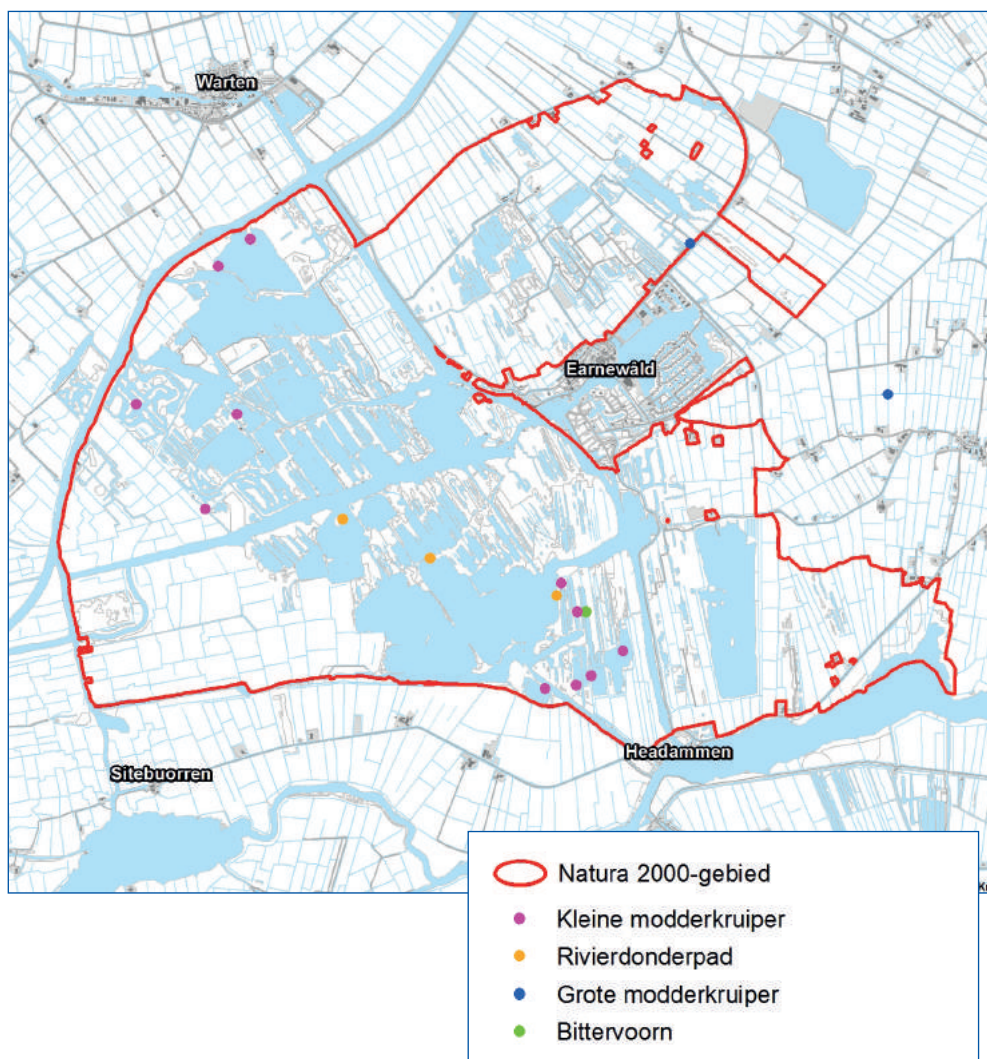 Warten
Earnewâld
Headammen
Sitebuorren
Natura 2000-gebied
Kleine modderkruiper
Rivierdonderpad
Grote modderkruiper
Bittervoorn